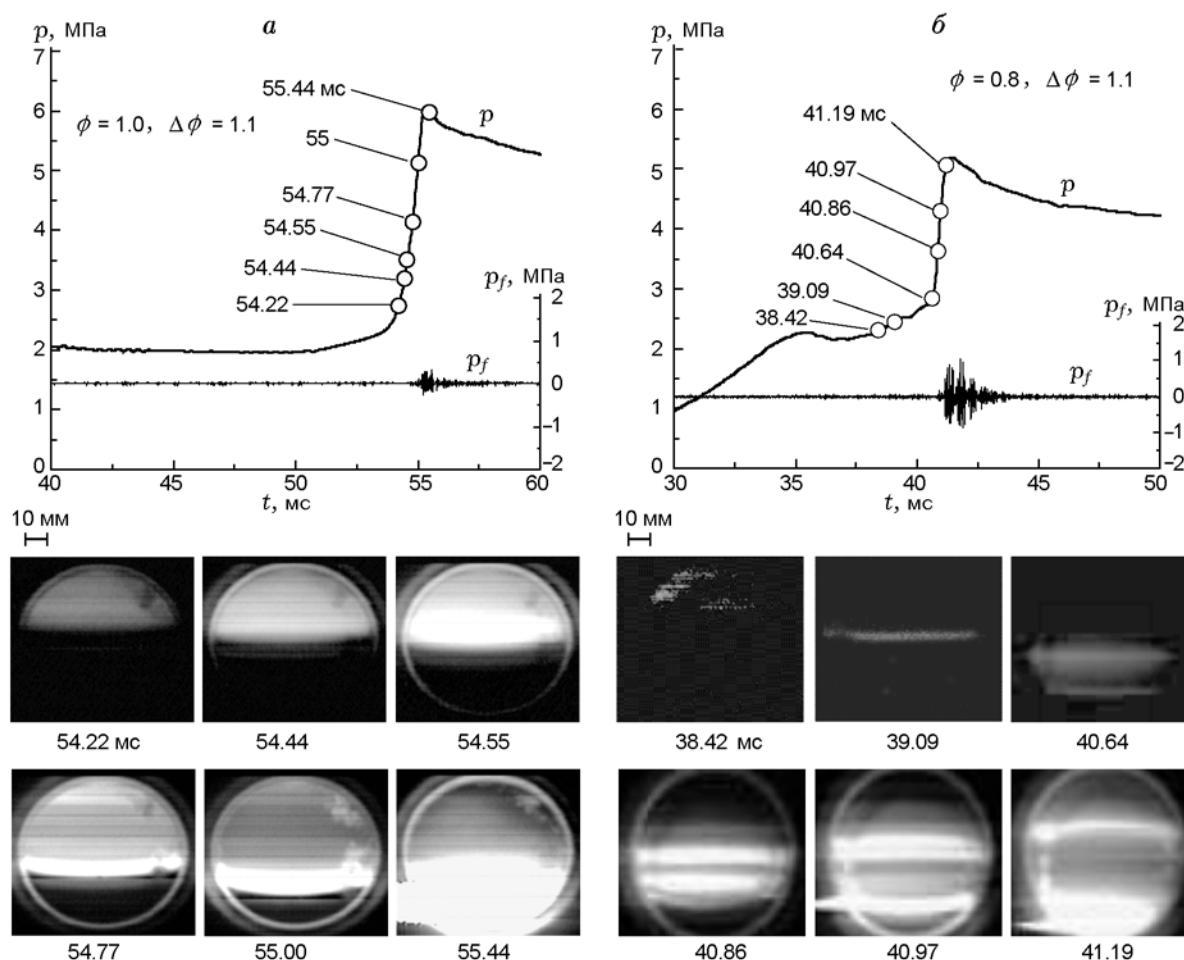 а
p, МПа
7
6
5
4
3
2
1
0
55.44 мс
ϕ = 1.0, Δϕ = 1.1
p
55
54.77
54.55
54.44
54.22
p_f, МПа
2
1
0
−1
−2
p_f
40 45 50 55 60
t, мс
б
p, МПа
7
6
5
4
3
2
1
0
ϕ = 0.8, Δϕ = 1.1
41.19 мс
40.97
p
40.86
40.64
39.09
38.42
p_f, МПа
2
1
0
−1
−2
p_f
30 35 40 45 50
t, мс
10 мм
54.22 мс 54.44 54.55
54.77 55.00 55.44
10 мм
38.42 мс 39.09 40.64
40.86 40.97 41.19